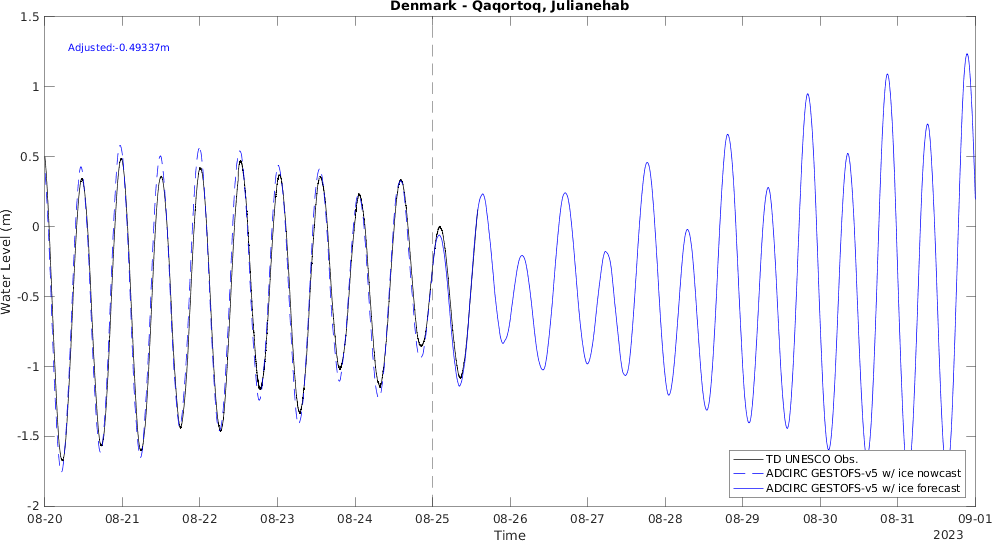 Denmark - Qaqortoq, Julianehab
Adjusted:-0.49337m
Water Level (m)
1.5
1
0.5
0
-0.5
-1
-1.5
-2
TD UNESCO Obs.
ADCIRC GESTOFS-v5 w/ ice nowcast
ADCIRC GESTOFS-v5 w/ ice forecast
08-20 08-21 08-22 08-23 08-24 08-25 08-26 08-27 08-28 08-29 08-30 08-31 09-01
Time
2023